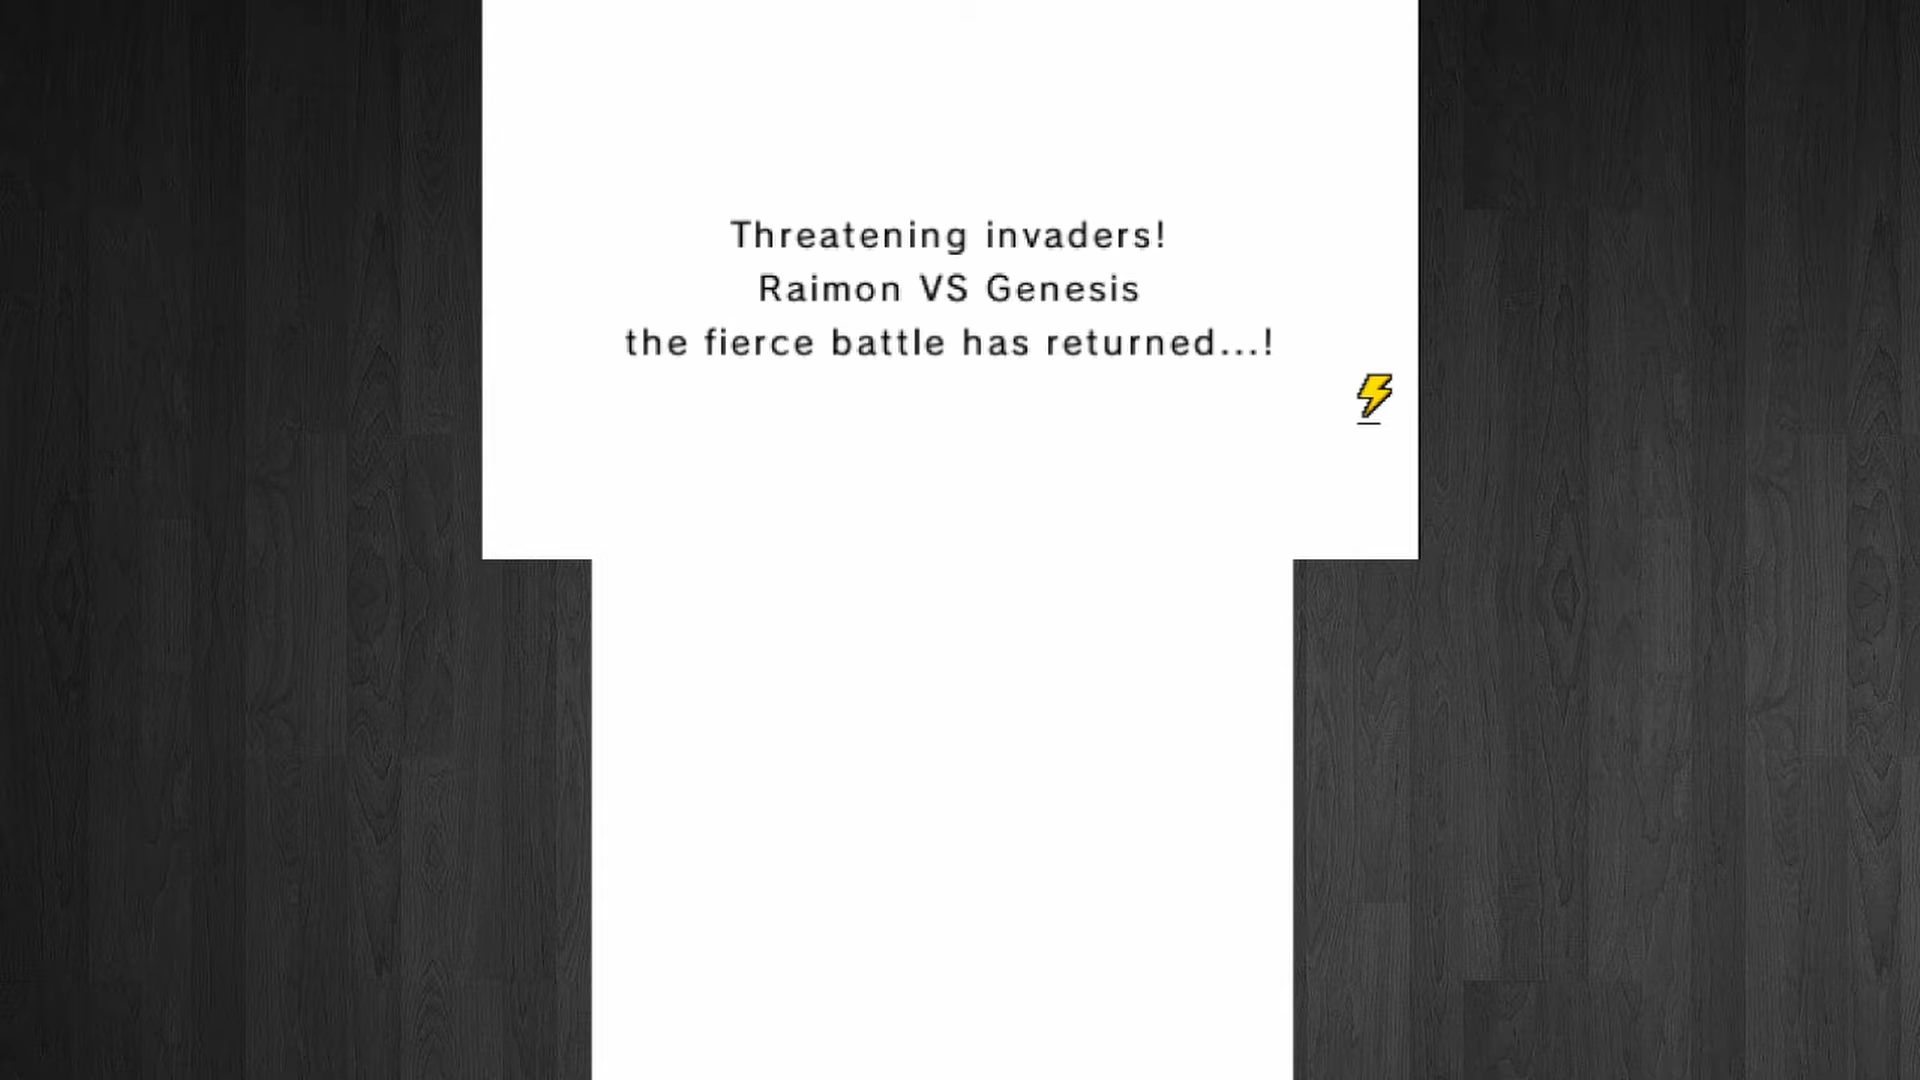 Threatening invaders!
Raimon VS Genesis
the fierce battle has returned...!